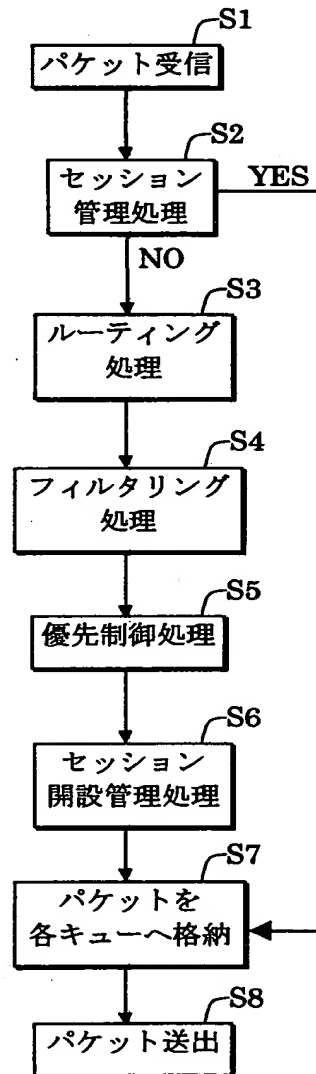 S1
パケット受信
S2
セッション
管理処理
YES
NO
S3
ルーティング
処理
S4
フィルタリング
処理
S5
優先制御処理
S6
セッション
開設管理処理
S7
パケットを
各キューへ格納
S8
パケット送出